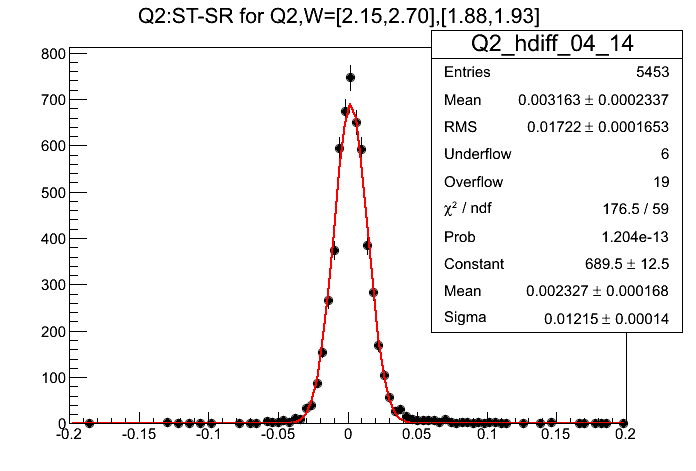 Q2:ST-SR for Q2,W=[2.15,2.70],[1.88,1.93]
Q2_hdiff_04_14
Entries 5453
Mean 0.003163 ± 0.0002337
RMS 0.01722 ± 0.0001653
Underflow 6
Overflow 19
χ² / ndf 176.5 / 59
Prob 1.204e-13
Constant 689.5 ± 12.5
Mean 0.002327 ± 0.000168
Sigma 0.01215 ± 0.00014
800
700
600
500
400
300
200
100
0
-0.2 -0.15 -0.1 -0.05 0 0.05 0.1 0.15 0.2